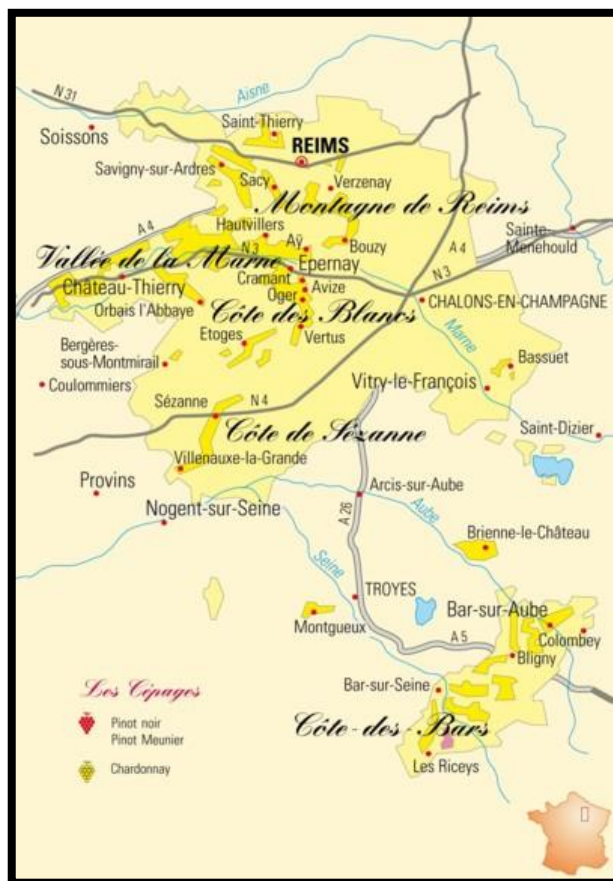 N 31
Aisne
Saint-Thierry
Soissons
REIMS
Savigny-sur-Ardres
Sacy
Verzenay
Montagne de Reims
A 4
Hautvillers
Sainte-
Menehould
Aÿ
Bouzy
Vallée de la Marne
N 3
A 4
Epernay
Cramant
N 3
Château-Thierry
Avize
Oger
CHALONS-EN-CHAMPAGNE
Orbais l'Abbaye
Côte des Blancs
Marne
Etoges
Vertus
Bergères-
sous-Montmirail
Bassuet
Coulommiers
Vitry-le-François
Sézanne
N 4
Côte de Sézanne
Saint-Dizier
Villenauxe-la-Grande
Provins
Arcis-sur-Aube
Nogent-sur-Seine
Aube
A 26
Brienne-le-Château
Seine
TROYES
Bar-sur-Aube
Montgueux
A 5
Colombey
Bligny
Les Cépages
Bar-sur-Seine
Pinot noir
Pinot Meunier
Côte-des-Bars
Chardonnay
Les Riceys